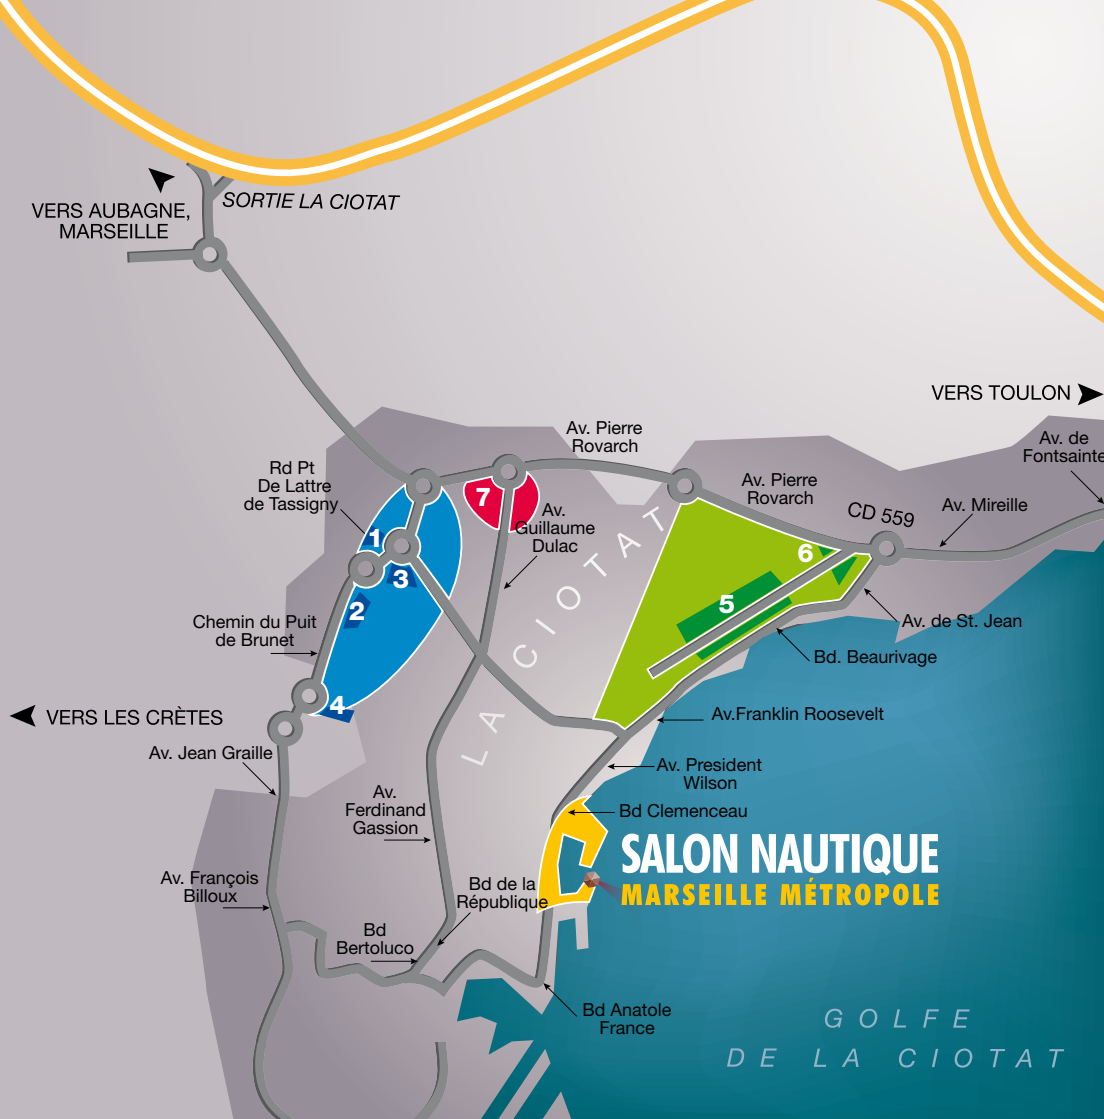 SORTIE LA CIOTAT
VERS AUBAGNE,
MARSEILLE
VERS TOULON
Av. Pierre
Rovarch
Av. de
Fontsainte
Rd Pt
De Lattre
de Tassigny
Av. Pierre
Rovarch
7
Av. Mireille
CD 559
Av.
Guillaume
Dulac
1
6
3
2
5
LA CIOTAT
Chemin du Puit
de Brunet
Av. de St. Jean
Bd. Beaurivage
4
VERS LES CRÈTES
Av.Franklin Roosevelt
Av. Jean Graille
Av. President
Wilson
Av.
Ferdinand
Gassion
Bd Clemenceau
SALON NAUTIQUE
MARSEILLE MÉTROPOLE
Av. François
Billoux
Bd de la
République
Bd
Bertoluco
Bd Anatole
France
GOLFE
DE LA CIOTAT